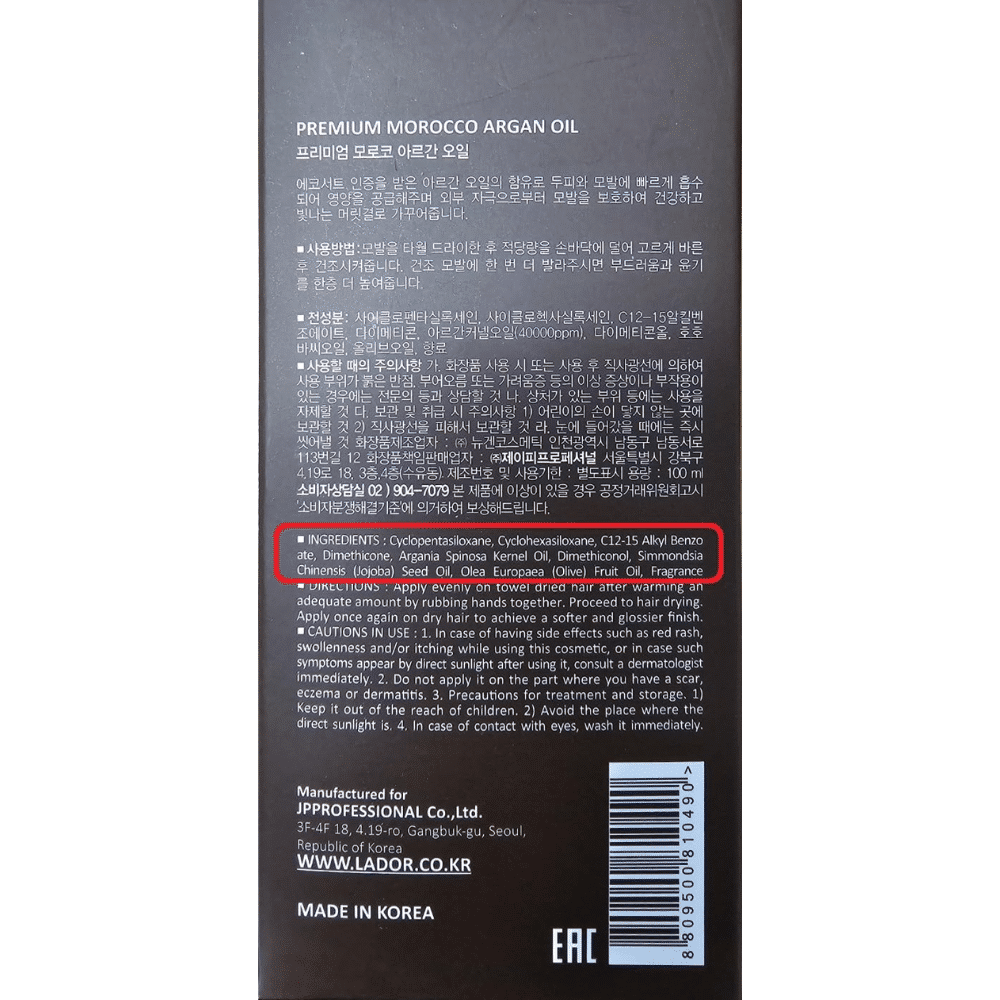 PREMIUM MOROCCO ARGAN OIL
프리미엄 모로코 아르간 오일
에코서트 인증을 받은 아르간 오일의 함유로 두피와 모발에 빠르게 흡수
되어 영양을 공급해주며 외부 자극으로부터 모발을 보호하여 건강하고
빛나는 머릿결로 가꾸어줍니다.
■ 사용방법:모발을 타월 드라이한 후 적당량을 손바닥에 덜어 고르게 바른
후 건조시켜줍니다. 건조 모발에 한 번 더 발라주시면 부드러움과 윤기
를 한층 더 높여줍니다.
■ 전성분: 사이클로펜타실록세인, 사이클로헥사실록세인, C12-15알킬벤
조에이트, 다이메티콘, 아르간커넬오일(40000ppm), 다이메티콘올, 호호
바씨오일, 올리브오일, 향료
■ 사용할 때의 주의사항 가. 화장품 사용 시 또는 사용 후 직사광선에 의하여
사용 부위가 붉은 반점, 부어오름 또는 가려움증 등의 이상 증상이나 부작용이
있는 경우에는 전문의 등과 상담할 것 나. 상처가 있는 부위 등에는 사용을
자제할 것 다. 보관 및 취급 시 주의사항 1) 어린이의 손이 닿지 않는 곳에
보관할 것 2) 직사광선을 피해서 보관할 것 라. 눈에 들어갔을 때에는 즉시
씻어낼 것 화장품제조업자 : ㈜ 뉴겐코스메틱 인천광역시 남동구 남동서로
113번길 12 화장품책임판매업자 : ㈜제이피프로페셔널 서울특별시 강북구
4.19로 18, 3층,4층(수유동) 제조번호 및 사용기한 : 별도표시 용량 : 100 ml
소비자상담실 02 ) 904-7079 본 제품에 이상이 있을 경우 공정거래위원회고시
'소비자분쟁해결기준'에 의거하여 보상해드립니다.
■ INGREDIENTS : Cyclopentasiloxane, Cyclohexasiloxane, C12-15 Alkyl Benzo
ate, Dimethicone, Argania Spinosa Kernel Oil, Dimethiconol, Simmondsia
Chinensis (Jojoba) Seed Oil, Olea Europaea (Olive) Fruit Oil, Fragrance
■ DIRECTIONS : Apply evenly on towel dried hair after warming an
adequate amount by rubbing hands together. Proceed to hair drying.
Apply once again on dry hair to achieve a softer and glossier finish.
■ CAUTIONS IN USE : 1. In case of having side effects such as red rash,
swollenness and/or itching while using this cosmetic, or in case such
symptoms appear by direct sunlight after using it, consult a dermatologist
immediately. 2. Do not apply it on the part where you have a scar,
eczema or dermatitis. 3. Precautions for treatment and storage. 1)
Keep it out of the reach of children. 2) Avoid the place where the
direct sunlight is. 4. In case of contact with eyes, wash it immediately.
Manufactured for
JPPROFESSIONAL Co.,Ltd.
3F-4F 18, 4.19-ro, Gangbuk-gu, Seoul,
Republic of Korea
WWW.LADOR.CO.KR
MADE IN KOREA
EAC
8 809500 810490 >